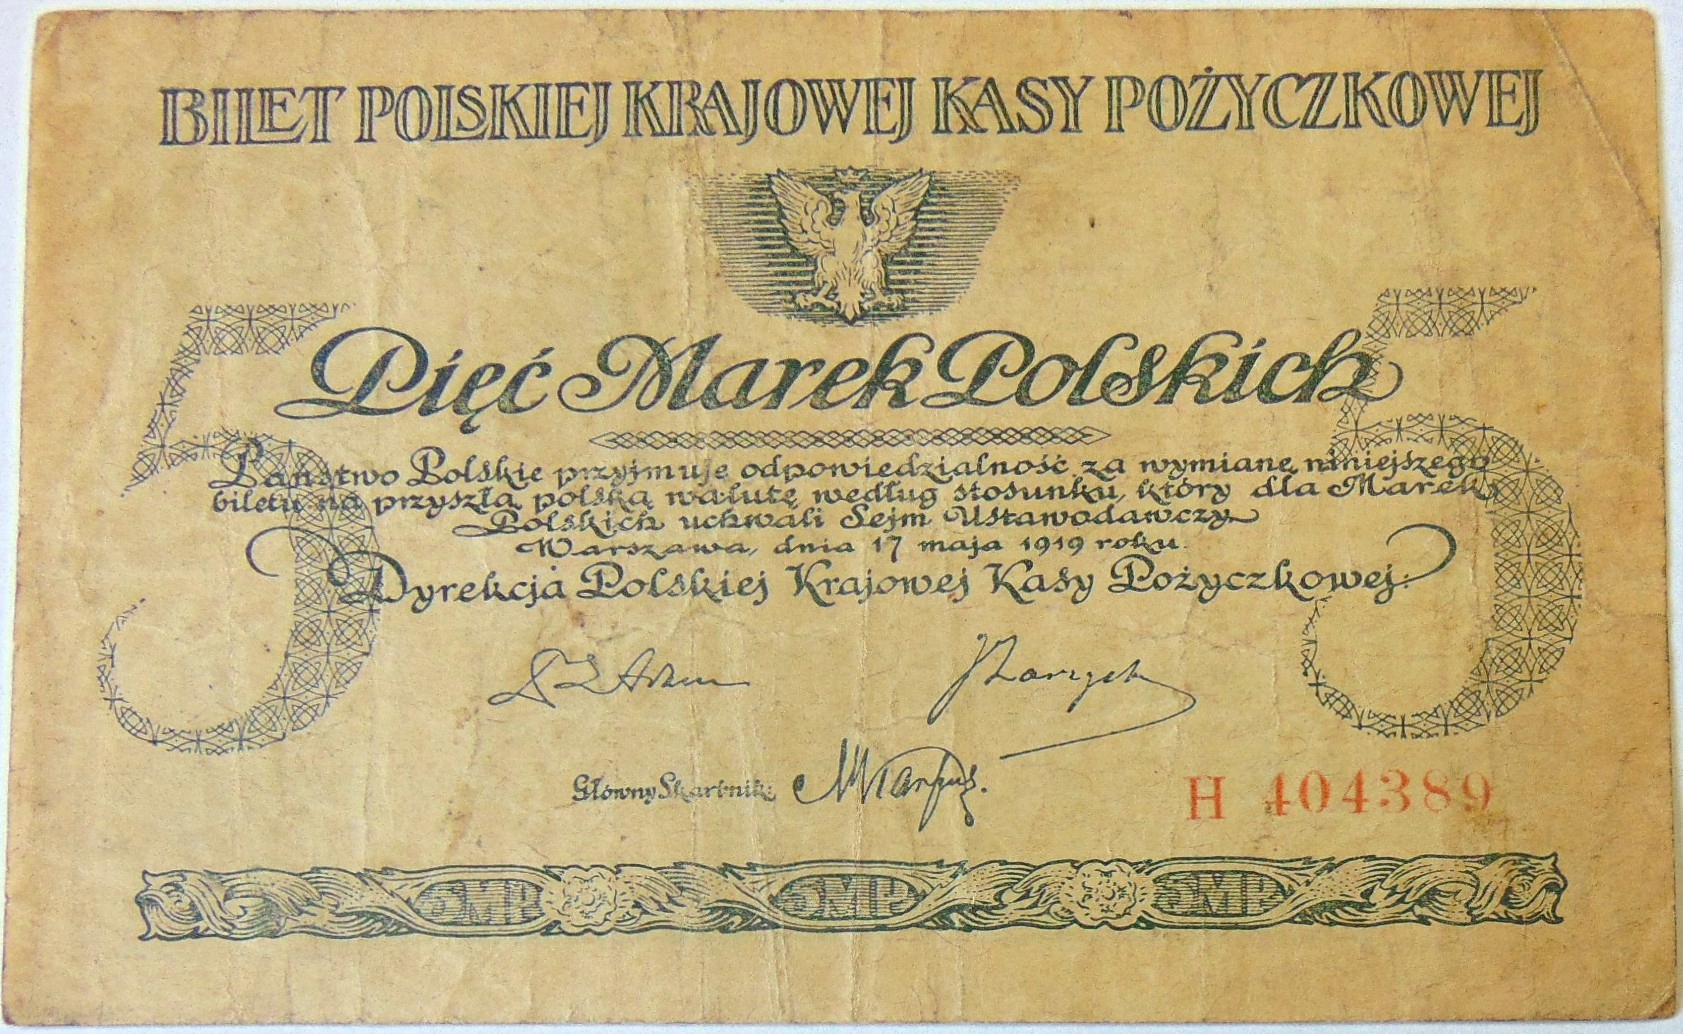 BILET POLSKIEJ KRAJOWEJ KASY POŻYCZKOWEJ
5 5
Pięć Marek Polskich
Państwo Polskie przyjmuje odpowiedzialność za wymianę niniejszego
biletu na przyszłą polską walutę według stosunku, który dla Marek
Polskich uchwali Sejm Ustawodawczy
Warszawa, dnia 17 maja 1919 roku.
Dyrekcja Polskiej Krajowej Kasy Pożyczkowej:
Główny Skarbnik:
H 404389
5MP 5MP 5MP